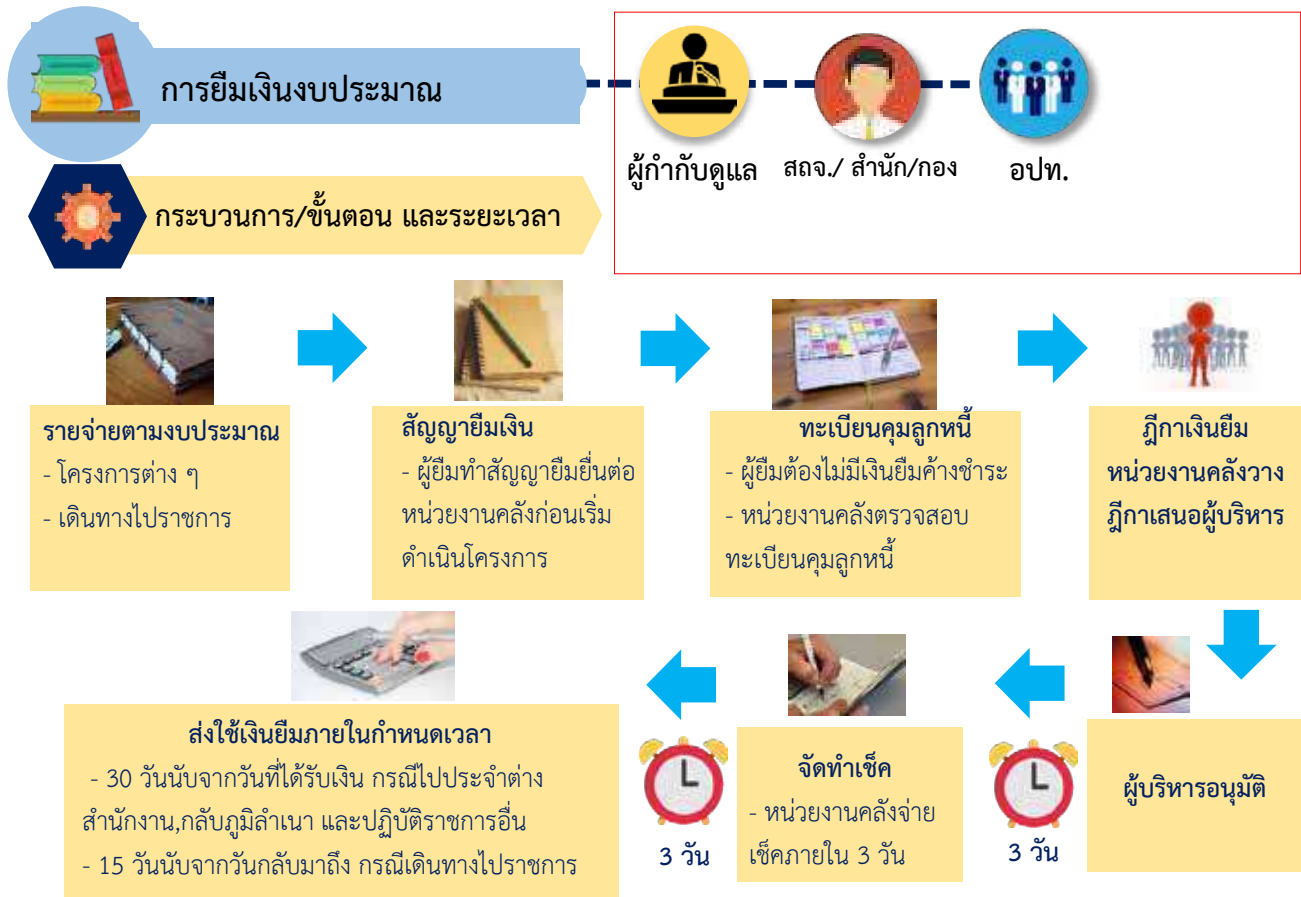 การยืมเงินงบประมาณ
ผู้กำกับดูแล
สถจ./ สำนัก/กอง
อปท.
กระบวนการ/ขั้นตอน และระยะเวลา
รายจ่ายตามงบประมาณ
- โครงการต่าง ๆ
- เดินทางไปราชการ
สัญญายืมเงิน
- ผู้ยืมทำสัญญายืมยื่นต่อ
หน่วยงานคลังก่อนเริ่ม
ดำเนินโครงการ
ทะเบียนคุมลูกหนี้
- ผู้ยืมต้องไม่มีเงินยืมค้างชำระ
- หน่วยงานคลังตรวจสอบ
ทะเบียนคุมลูกหนี้
ฎีกาเงินยืม
หน่วยงานคลังวาง
ฎีกาเสนอผู้บริหาร
ผู้บริหารอนุมัติ
3 วัน
จัดทำเช็ค
- หน่วยงานคลังจ่าย
เช็คภายใน 3 วัน
3 วัน
ส่งใช้เงินยืมภายในกำหนดเวลา
- 30 วันนับจากวันที่ได้รับเงิน กรณีไปประจำต่าง
สำนักงาน,กลับภูมิลำเนา และปฏิบัติราชการอื่น
- 15 วันนับจากวันกลับมาถึง กรณีเดินทางไปราชการ